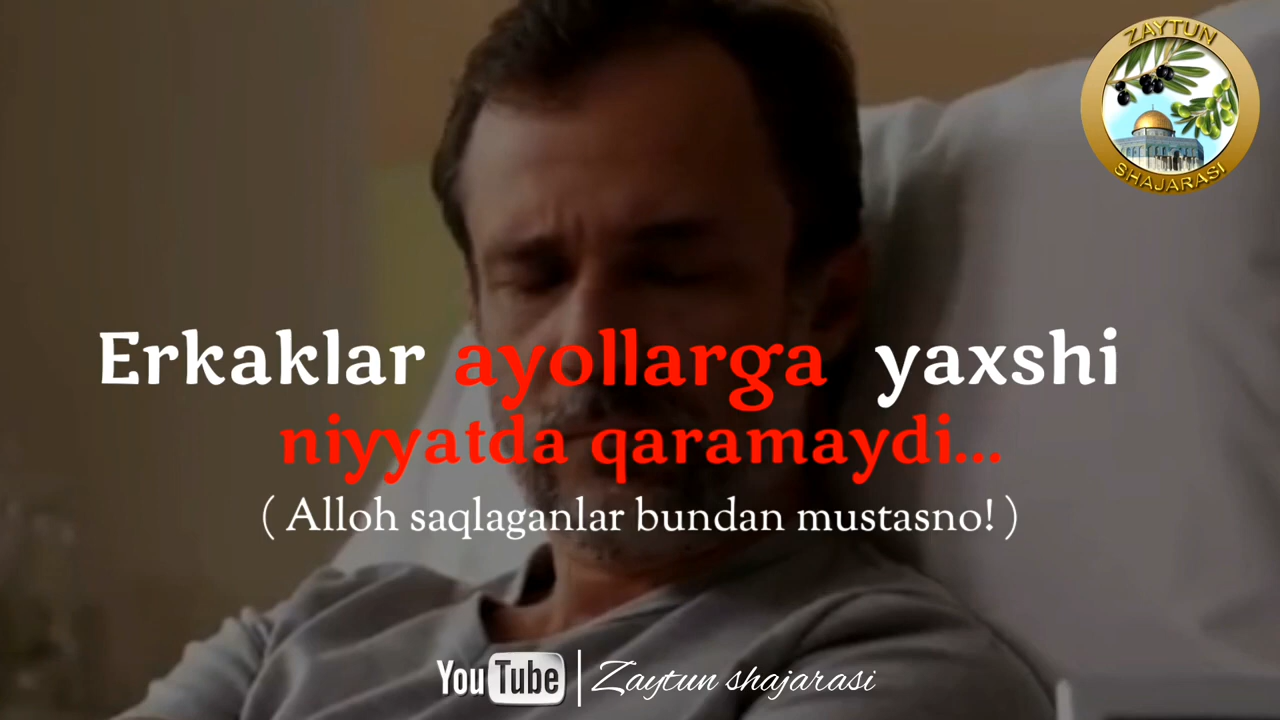 ZAYTUN
SHAJARASI
Erkaklar ayollarga yaxshi
niyyatda qaramaydi...
( Alloh saqlaganlar bundan mustasno! )
YouTube | Zaytun shajarasi